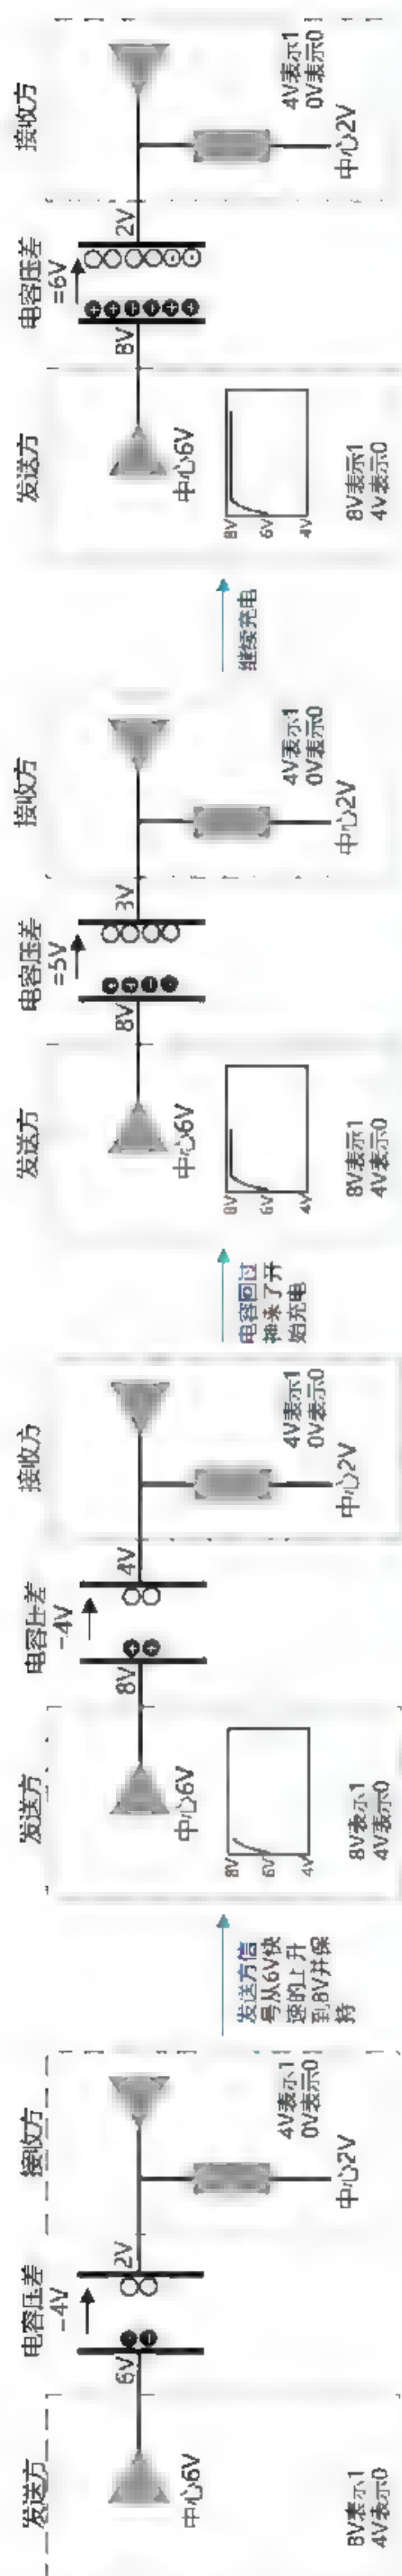 发送方
电容压差
=4V
接收方
6V
2V
中心6V
中心2V
8V表示1
4V表示0
4V表示1
0V表示0
发送方信
号从6V快
速的上升
到8V并保
持
发送方
电容压差
=4V
接收方
8V
4V
中心6V
中心2V
8V
6V
4V
8V表示1
4V表示0
4V表示1
0V表示0
电容回过
神来了开
始充电
发送方
电容压差
=5V
接收方
8V
3V
中心6V
中心2V
8V
6V
4V
8V表示1
4V表示0
4V表示1
0V表示0
继续充电
发送方
电容压差
=6V
接收方
8V
2V
中心6V
中心2V
8V
6V
4V
8V表示1
4V表示0
4V表示1
0V表示0